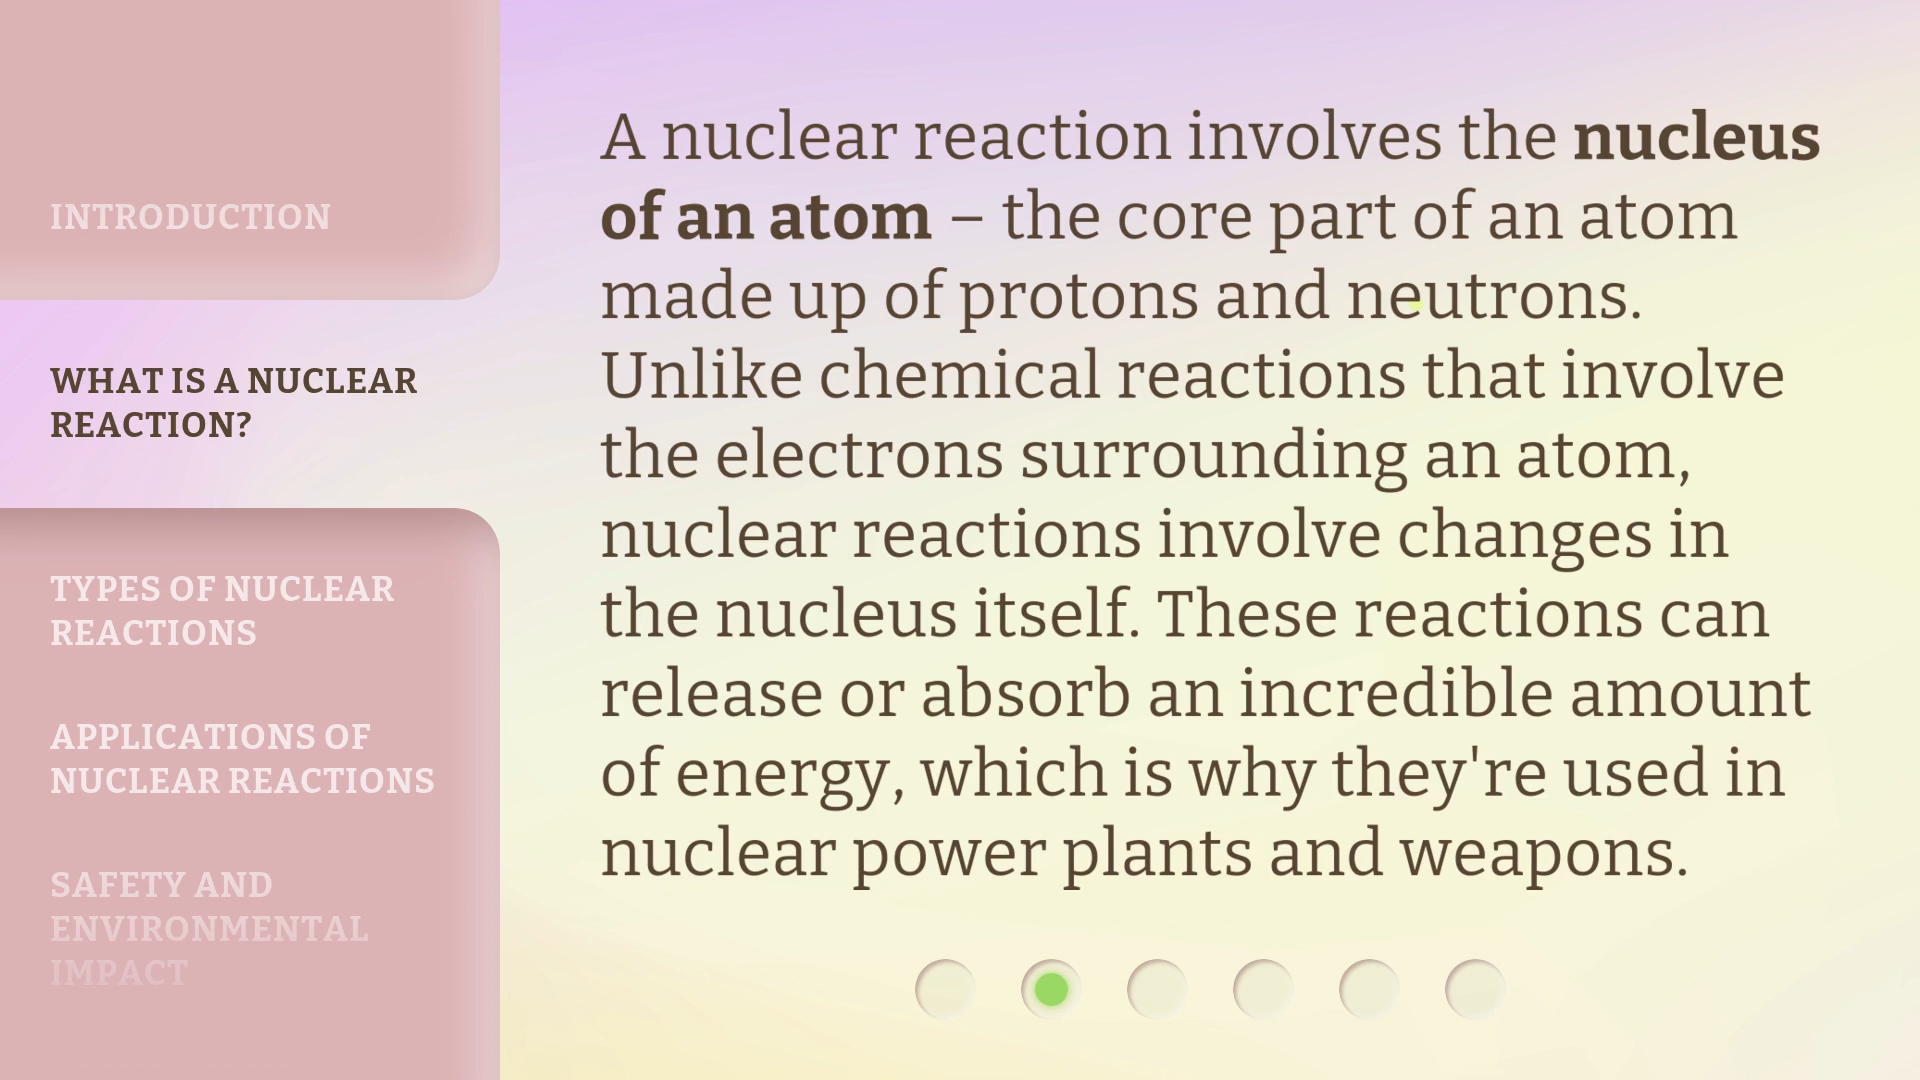 INTRODUCTION
WHAT IS A NUCLEAR
REACTION?
TYPES OF NUCLEAR
REACTIONS
APPLICATIONS OF
NUCLEAR REACTIONS
SAFETY AND
ENVIRONMENTAL
IMPACT
A nuclear reaction involves the nucleus
of an atom – the core part of an atom
made up of protons and neutrons.
Unlike chemical reactions that involve
the electrons surrounding an atom,
nuclear reactions involve changes in
the nucleus itself. These reactions can
release or absorb an incredible amount
of energy, which is why they're used in
nuclear power plants and weapons.